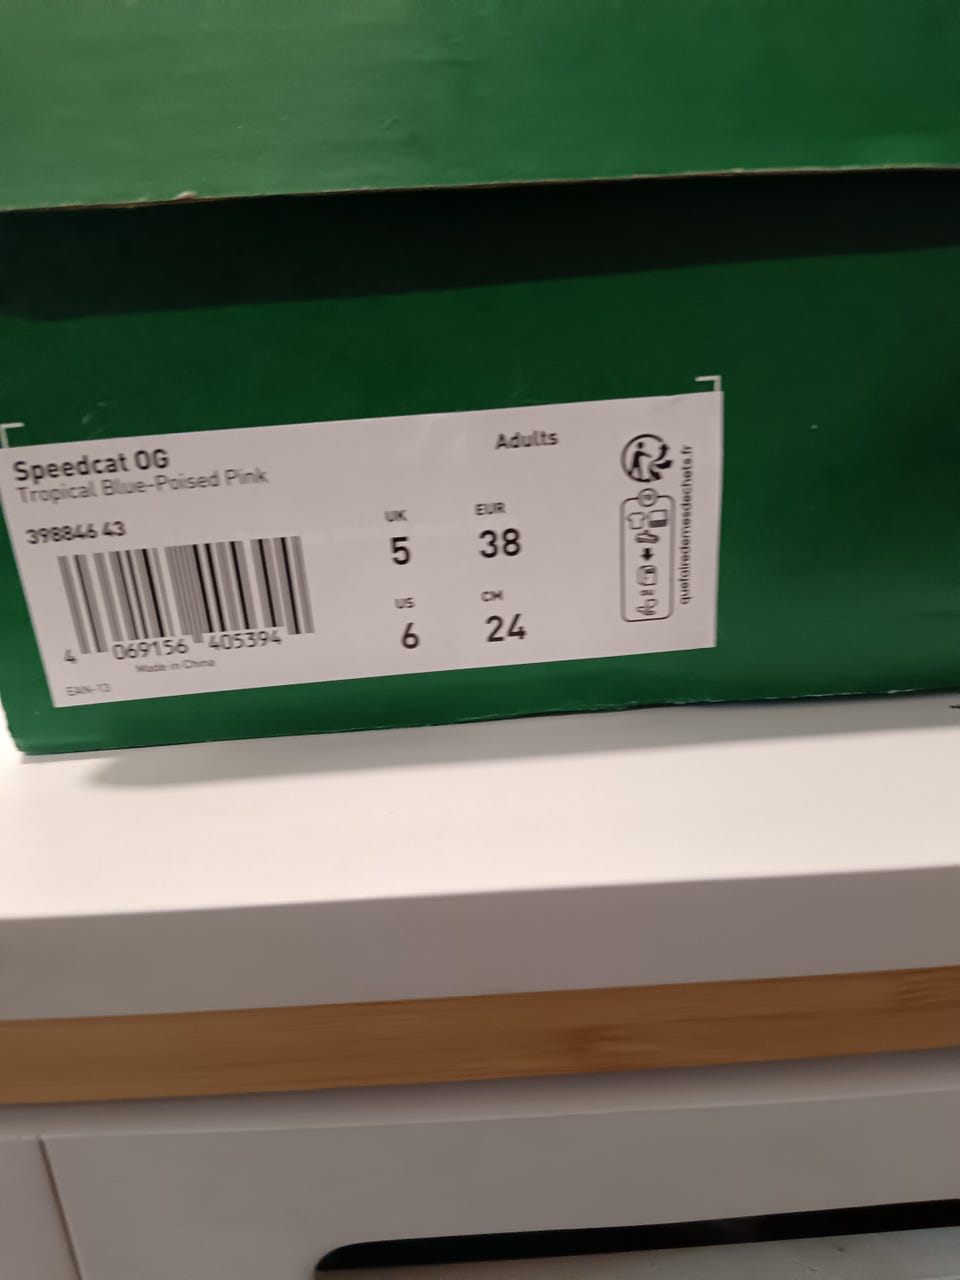 Speedcat OG
Tropical Blue-Poised Pink
398846 43
Adults
UK
5
EUR
38
US
6
CM
24
4 069156 405394
Made in China
EAN-13
quefairedemesdechets.fr
FR